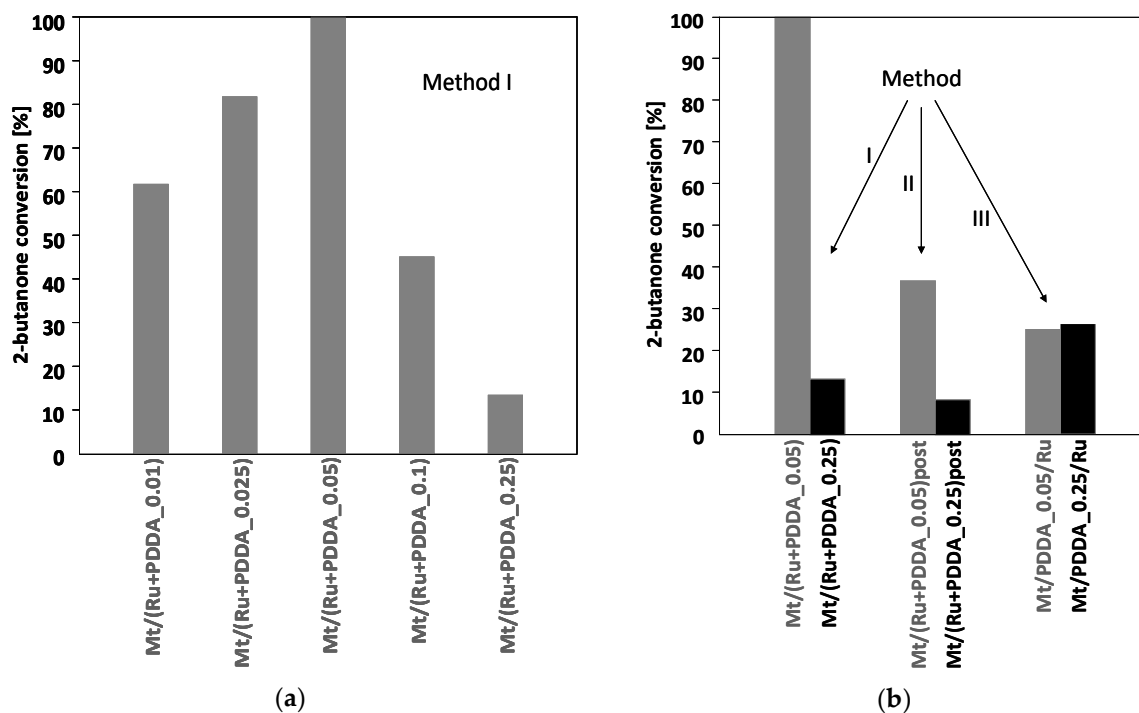 2-butanone conversion [%]
100
90
80
70
60
50
40
30
20
10
0
Method I
Mt/(Ru+PDDA_0.01)
Mt/(Ru+PDDA_0.025)
Mt/(Ru+PDDA_0.05)
Mt/(Ru+PDDA_0.1)
Mt/(Ru+PDDA_0.25)
(a)
2-butanone conversion [%]
100
90
80
70
60
50
40
30
20
10
0
Method
I
II
III
Mt/(Ru+PDDA_0.05)
Mt/(Ru+PDDA_0.25)
Mt/(Ru+PDDA_0.05)post
Mt/(Ru+PDDA_0.25)post
Mt/PDDA_0.05/Ru
Mt/PDDA_0.25/Ru
(b)